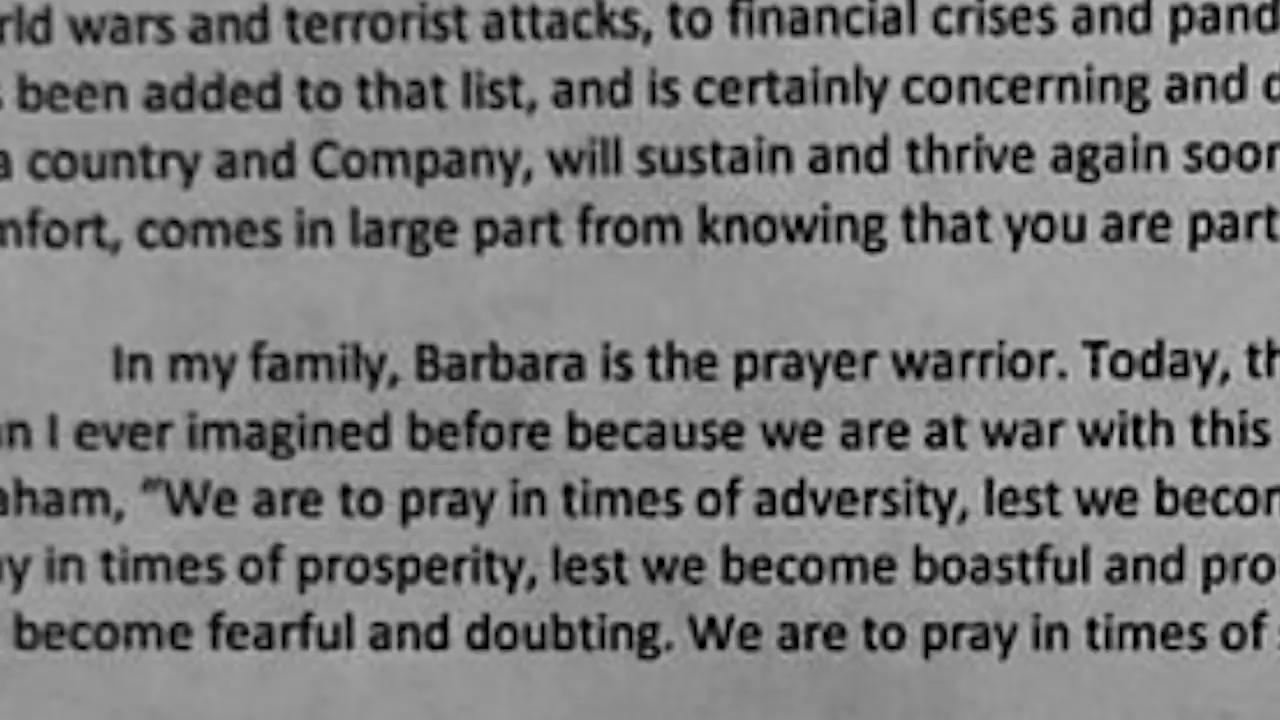 rld wars and terrorist attacks, to financial crises and pand
been added to that list, and is certainly concerning and d
a country and Company, will sustain and thrive again soon
mfort, comes in large part from knowing that you are part
In my family, Barbara is the prayer warrior. Today, th
an I ever imagined before because we are at war with this
aham, “We are to pray in times of adversity, lest we becom
ay in times of prosperity, lest we become boastful and pro
become fearful and doubting. We are to pray in times of